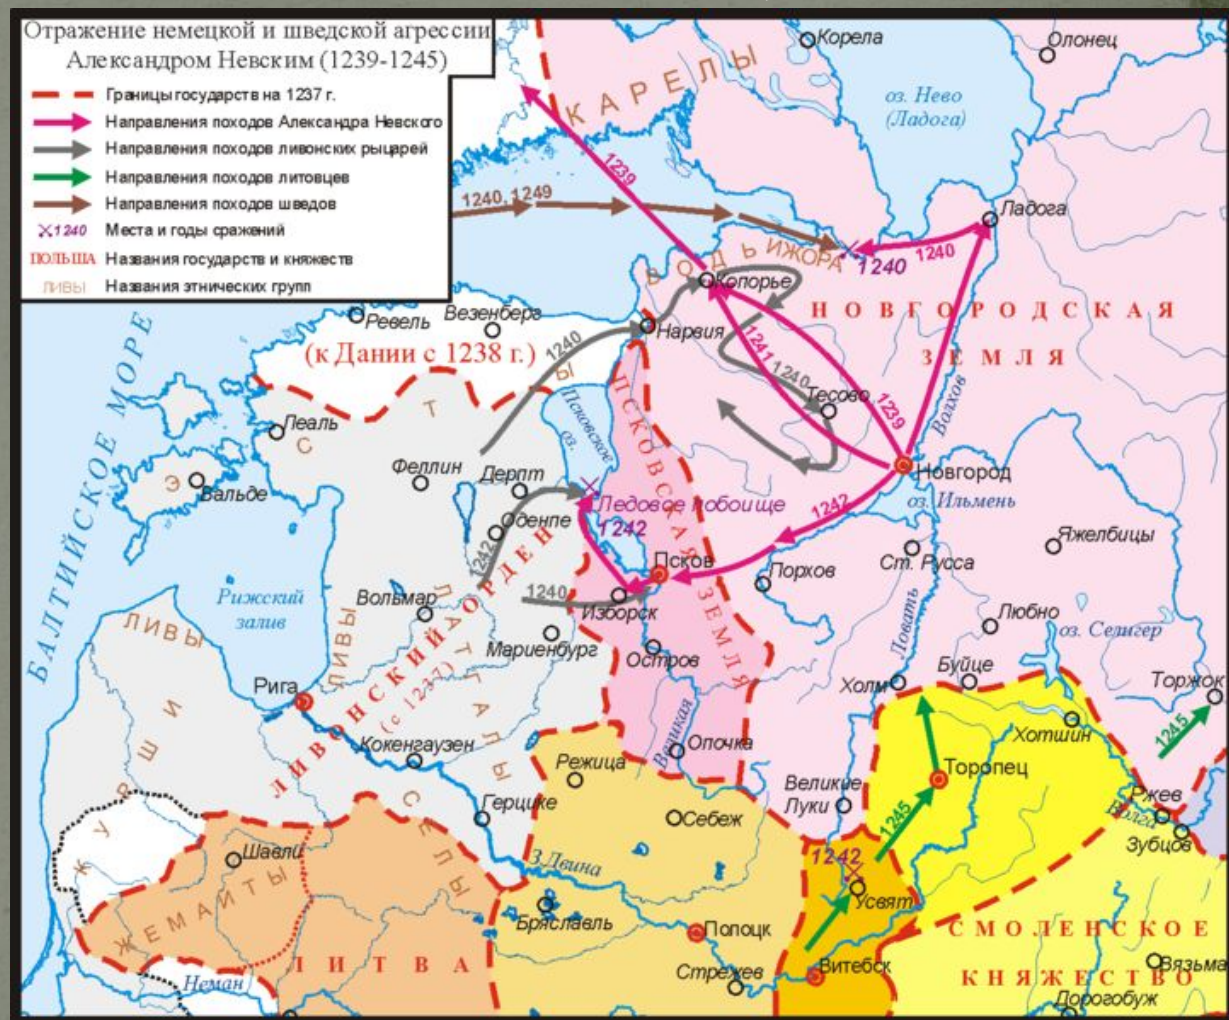 Отражение немецкой и шведской агрессии
Александром Невским (1239-1245)
Границы государств на 1237 г.
Направления походов Александра Невского
Направления походов ливонских рыцарей
Направления походов литовцев
Направления походов шведов
1240 Места и годы сражений
ПОЛЬША Названия государств и княжеств
ЛИВЫ Названия этнических групп
Корела
Олонец
КАРЕЛЫ
оз. Нево
(Ладога)
1239
1240, 1249
Ладога
1240
1240
ВОДЬ
ИЖОРА
Копорье
НОВГОРОДСКАЯ
ЗЕМЛЯ
Ревель
Везенберг
Нарвия
(к Дании с 1238 г.)
1240
1241
1240
Тесово
1239
Волхов
БАЛТИЙСКОЕ МОРЕ
ЭСТЫ
Псковское
оз.
ПСКОВСКАЯ ЗЕМЛЯ
Леаль
Вальде
Феллин
Дерпт
Оденпе
Ледовое побоище
1242
Новгород
оз. Ильмень
1242
1242
Псков
Порхов
Ст. Русса
Яжелбицы
1240
Изборск
Рижский
залив
Вольмар
Мариенбург
Остров
Ловать
Любно
оз. Селигер
ЛИВЫ
ЛИВЫ
ЛАТГАЛЫ
ЛИВОНСКИЙ ОРДЕН
(с 1237)
Рига
Холм
Буйце
Торжок
1245
Хотшин
Кокенгаузен
Великая
Опочка
Режица
Великие
Луки
Торопец
Ржев
Волга
Зубцов
КУРШИ
Герцике
СЕЛЫ
Себеж
1245
1242
Усвят
Шавли
ЖЕМАЙТЫ
З.Двина
Бряславль
Полоцк
СМОЛЕНСКОЕ
КНЯЖЕСТВО
ЛИТВА
Неман
Стрежев
Витебск
Вязьма
Дорогобуж